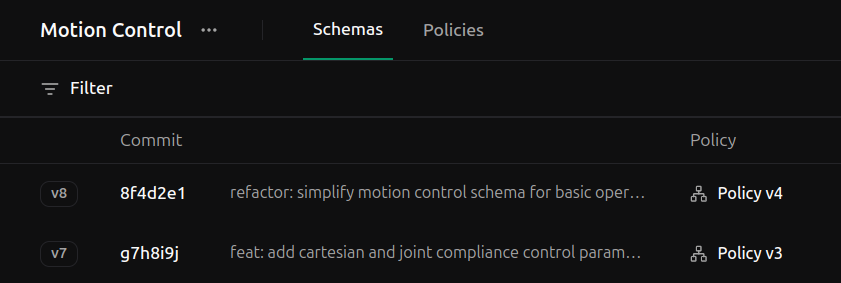 Motion Control ··· Schemas Policies
Filter
Commit Policy
v8 8f4d2e1 refactor: simplify motion control schema for basic oper… Policy v4
v7 g7h8i9j feat: add cartesian and joint compliance control param… Policy v3